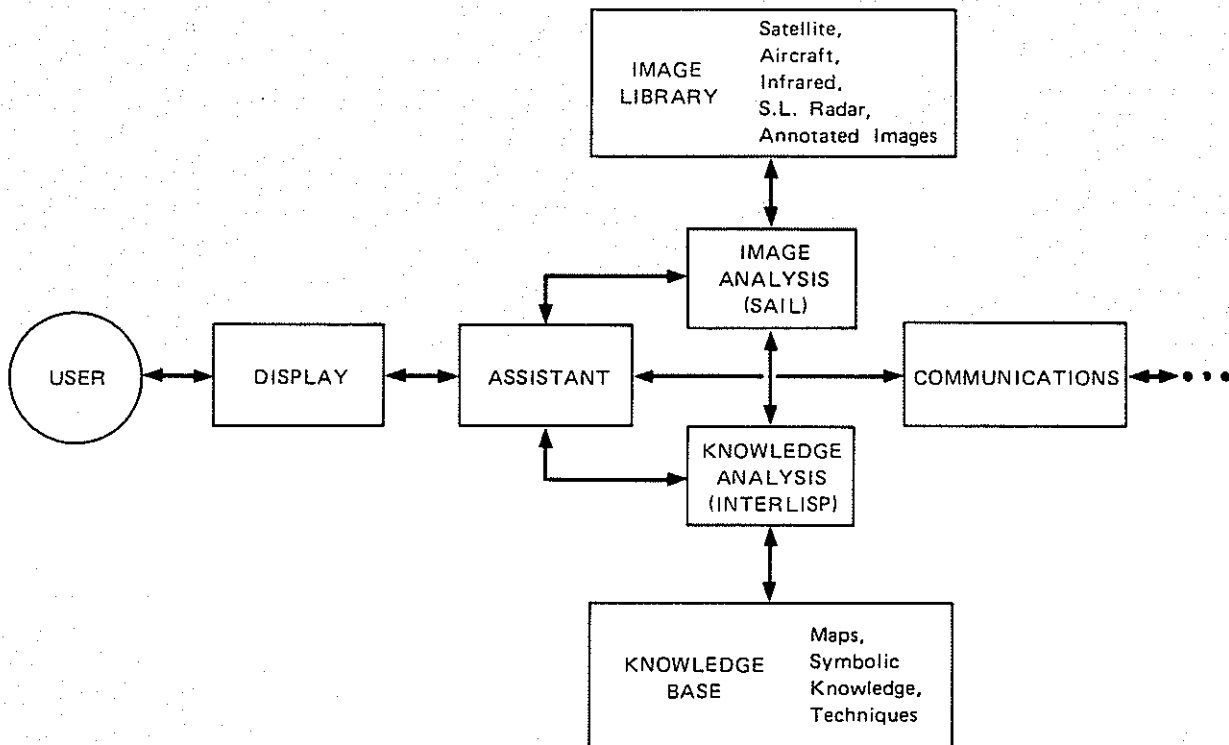 IMAGE
LIBRARY
Satellite,
Aircraft,
Infrared,
S.L. Radar,
Annotated Images
IMAGE
ANALYSIS
(SAIL)
USER
DISPLAY
ASSISTANT
COMMUNICATIONS
KNOWLEDGE
ANALYSIS
(INTERLISP)
KNOWLEDGE
BASE
Maps,
Symbolic
Knowledge,
Techniques